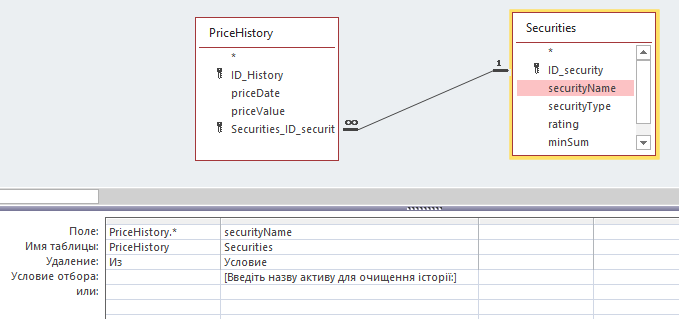 PriceHistory
*
ID_History
priceDate
priceValue
Securities_ID_securit
∞
1
Securities
*
ID_security
securityName
securityType
rating
minSum
Поле: PriceHistory.* securityName
Имя таблицы: PriceHistory Securities
Удаление: Из Условие
Условие отбора: [Введіть назву активу для очищення історії:]
или: